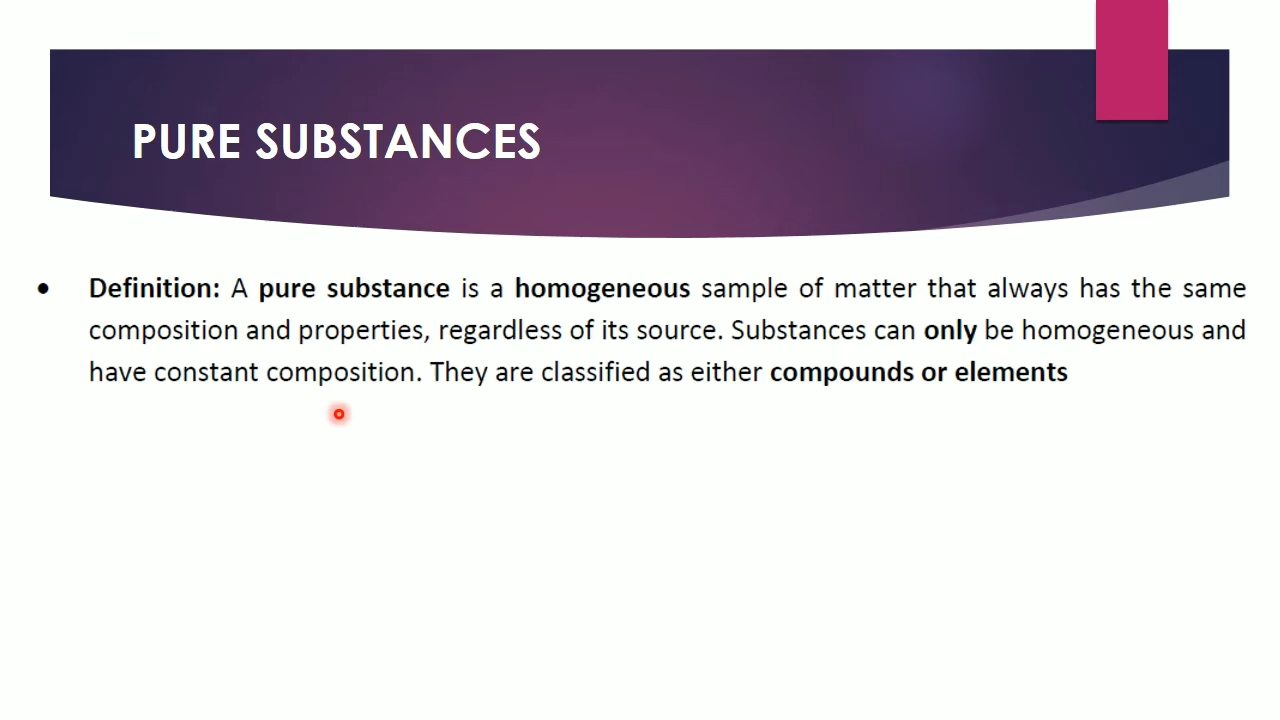 PURE SUBSTANCES
• Definition: A pure substance is a homogeneous sample of matter that always has the same
composition and properties, regardless of its source. Substances can only be homogeneous and
have constant composition. They are classified as either compounds or elements